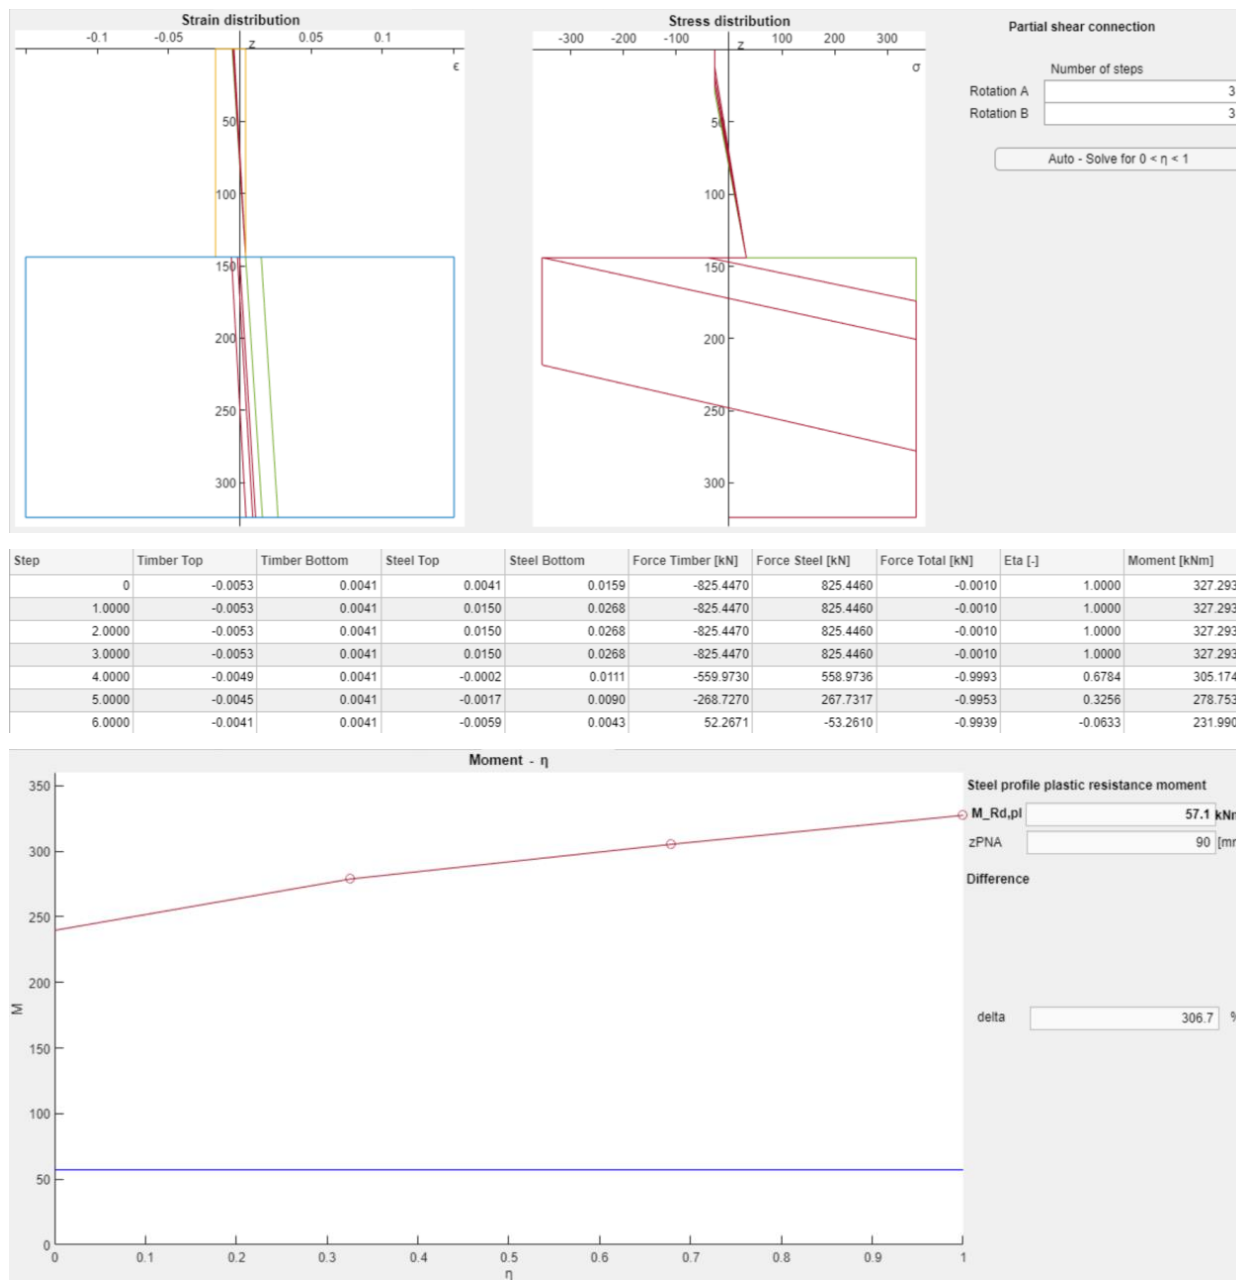 Strain distribution
-0.1 -0.05 z 0.05 0.1
ϵ
50
100
150
200
250
300
Stress distribution
-300 -200 -100 z 100 200 300
σ
50
100
150
200
250
300
Partial shear connection
Number of steps
Rotation A 3
Rotation B 3
Auto - Solve for 0 < η < 1
Step Timber Top Timber Bottom Steel Top Steel Bottom Force Timber [kN] Force Steel [kN] Force Total [kN] Eta [-] Moment [kNm]
0 -0.0053 0.0041 0.0041 0.0159 -825.4470 825.4460 -0.0010 1.0000 327.293
1.0000 -0.0053 0.0041 0.0150 0.0268 -825.4470 825.4460 -0.0010 1.0000 327.293
2.0000 -0.0053 0.0041 0.0150 0.0268 -825.4470 825.4460 -0.0010 1.0000 327.293
3.0000 -0.0053 0.0041 0.0150 0.0268 -825.4470 825.4460 -0.0010 1.0000 327.293
4.0000 -0.0049 0.0041 -0.0002 0.0111 -559.9730 558.9736 -0.9993 0.6784 305.174
5.0000 -0.0045 0.0041 -0.0017 0.0090 -268.7270 267.7317 -0.9953 0.3256 278.753
6.0000 -0.0041 0.0041 -0.0059 0.0043 52.2671 -53.2610 -0.9939 -0.0633 231.990
Moment - η
350
300
250
200
150
100
50
0
M
0 0.1 0.2 0.3 0.4 0.5 0.6 0.7 0.8 0.9 1
η
Steel profile plastic resistance moment
M_Rd,pl 57.1 kNm
zPNA 90 [mm
Difference
delta 306.7 %